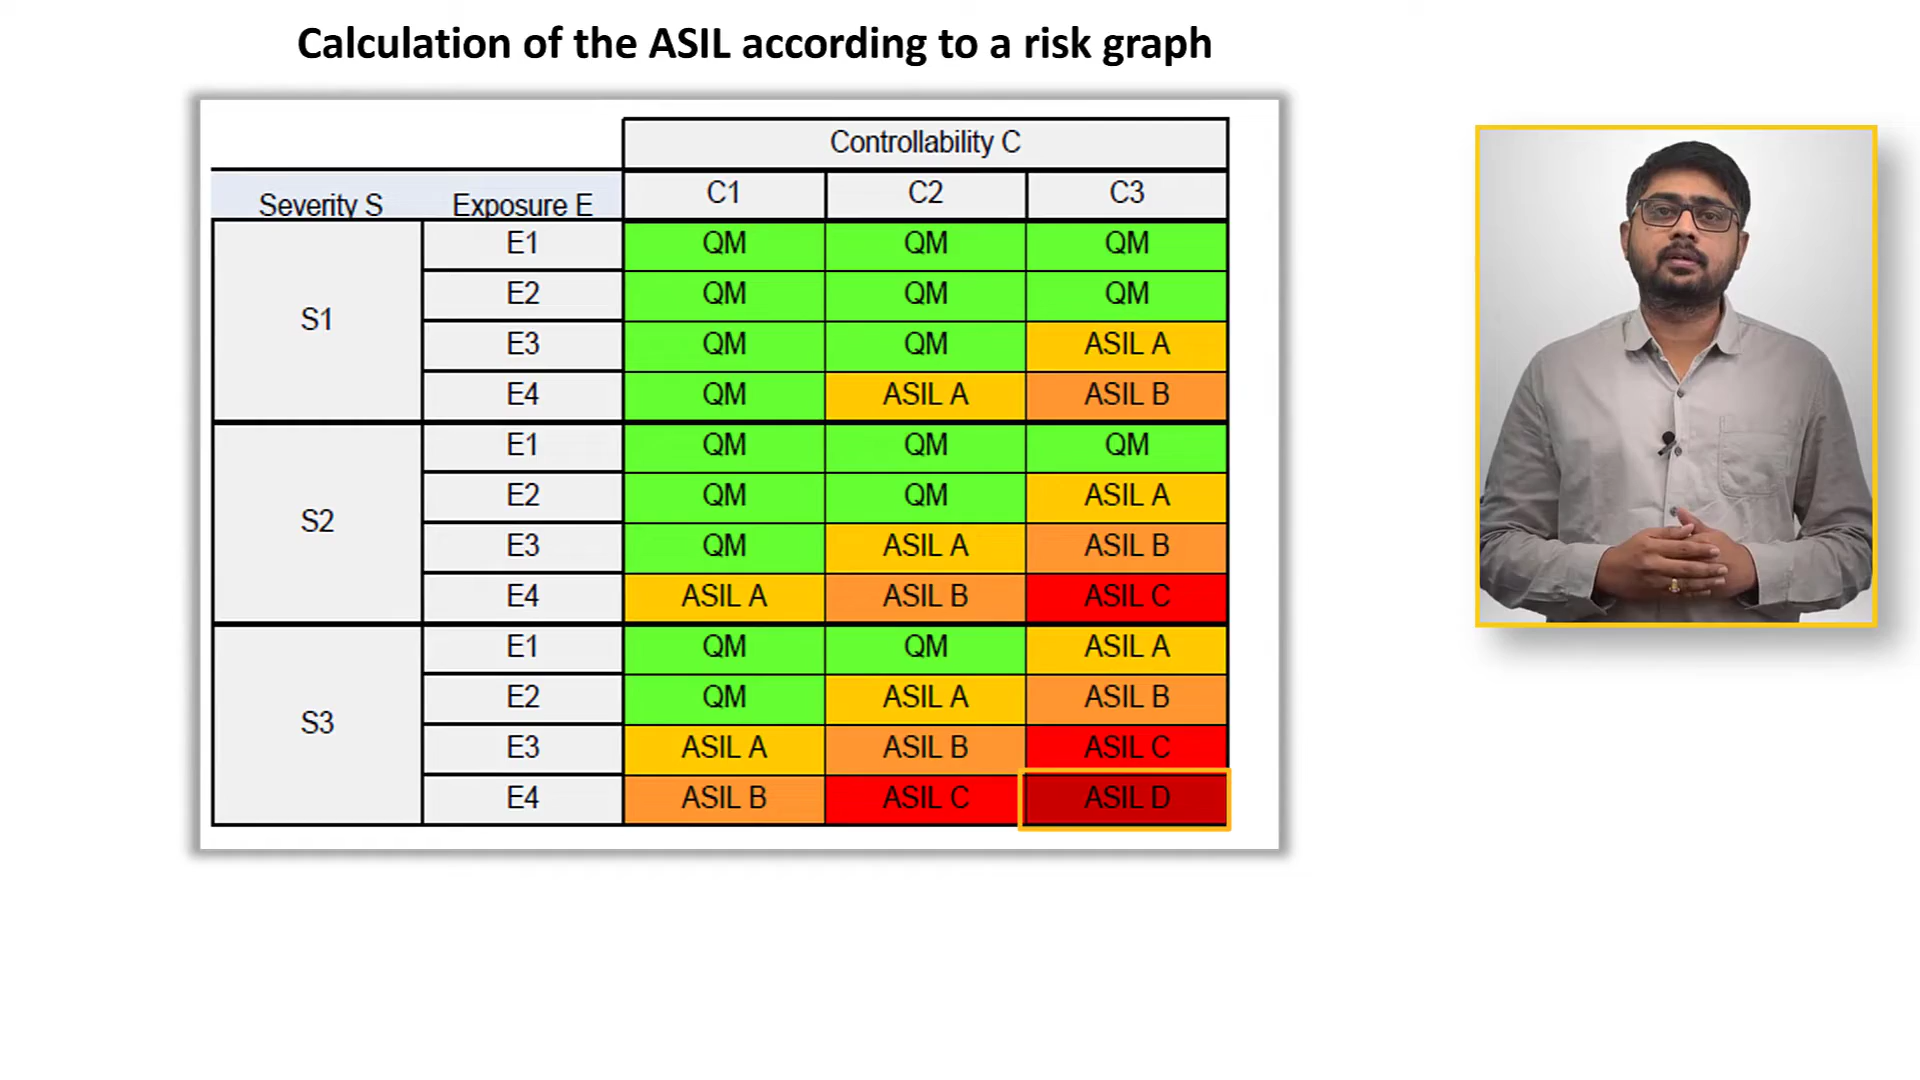 Calculation of the ASIL according to a risk graph
Controllability C
Severity S Exposure E C1 C2 C3
S1
E1 QM QM QM
E2 QM QM QM
E3 QM QM ASIL A
E4 QM ASIL A ASIL B
S2
E1 QM QM QM
E2 QM QM ASIL A
E3 QM ASIL A ASIL B
E4 ASIL A ASIL B ASIL C
S3
E1 QM QM ASIL A
E2 QM ASIL A ASIL B
E3 ASIL A ASIL B ASIL C
E4 ASIL B ASIL C ASIL D